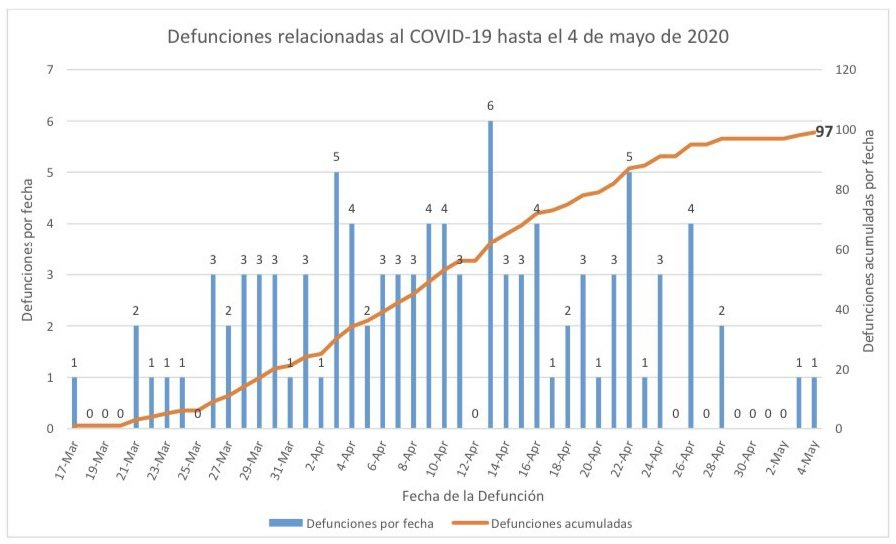 Defunciones relacionadas al COVID-19 hasta el 4 de mayo de 2020
7 6 5 4 3 2 1 0
Defunciones por fecha
1 0 0 0 2 1 1 1 0 3 2 3 3 3 1 3 1 5 4 2 3 3 3 4 4 3 0 6 3 3 4 1 2 3 1 3 5 1 3 0 4 0 2 0 0 0 0 1 1
97
120 100 80 60 40 20 0
Defunciones acumuladas por fecha
17-Mar 19-Mar 21-Mar 23-Mar 25-Mar 27-Mar 29-Mar 31-Mar 2-Apr 4-Apr 6-Apr 8-Apr 10-Apr 12-Apr 14-Apr 16-Apr 18-Apr 20-Apr 22-Apr 24-Apr 26-Apr 28-Apr 30-Apr 2-May 4-May
Fecha de la Defunción
Defunciones por fecha Defunciones acumuladas